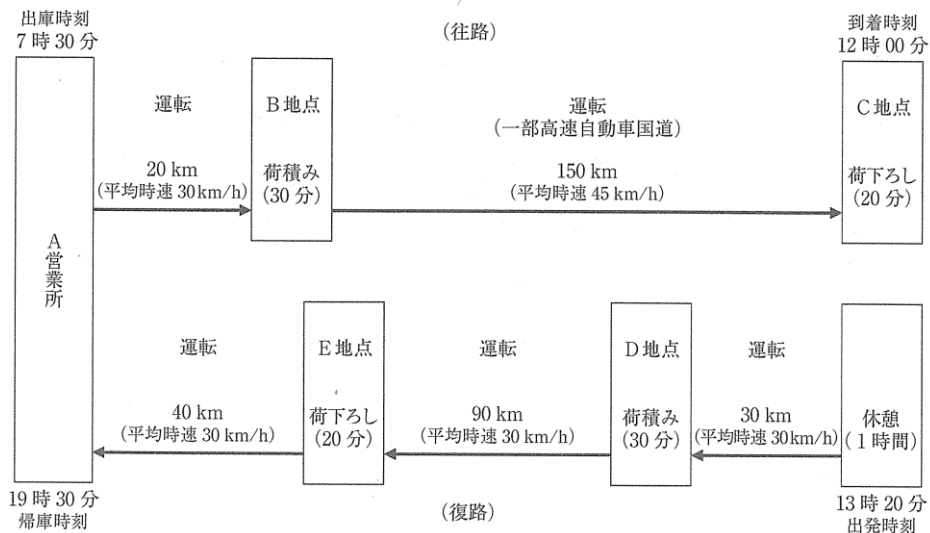 出庫時刻
7時30分
(往路)
到着時刻
12時00分
運転
B地点
運転
(一部高速自動車国道)
C地点
20 km
(平均時速 30 km/h)
荷積み
(30分)
150 km
(平均時速 45 km/h)
荷下ろし
(20分)
A営業所
運転
E地点
運転
D地点
運転
40 km
(平均時速 30 km/h)
荷下ろし
(20分)
90 km
(平均時速 30 km/h)
荷積み
(30分)
30 km
(平均時速 30 km/h)
休憩
(1時間)
19時30分
帰庫時刻
(復路)
13時20分
出発時刻